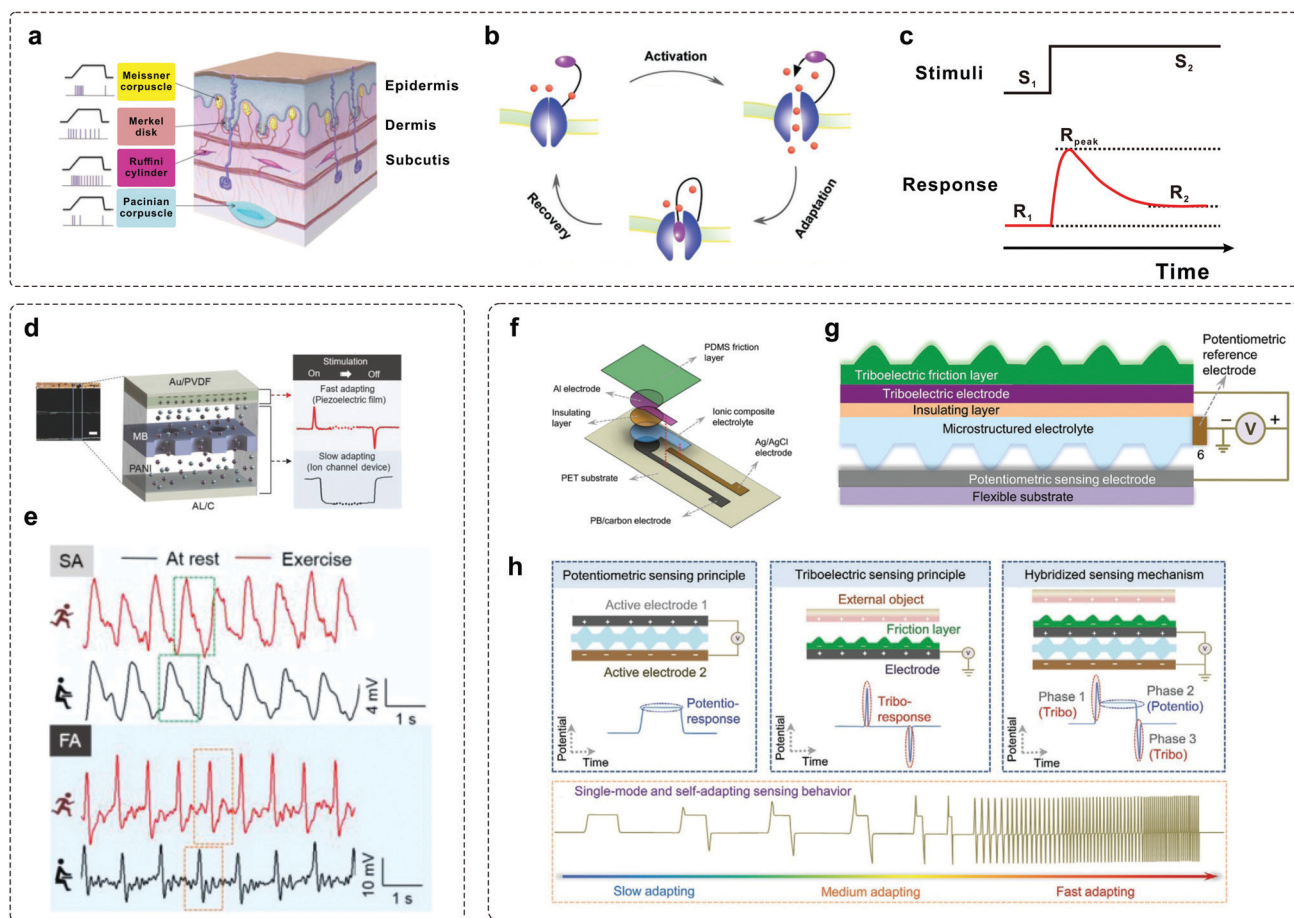 a
Meissner
corpuscle
Merkel
disk
Ruffini
cylinder
Pacinian
corpuscle
Epidermis
Dermis
Subcutis
b
Activation
Adaptation
Recovery
c
Stimuli
S1
S2
Rpeak
Response
R1
R2
Time
d
Au/PVDF
MB
PANI
AL/C
Stimulation
On
Off
Fast adapting
(Piezoelectric film)
Slow adapting
(Ion channel device)
e
SA
At rest
Exercise
4 mV
1 s
FA
10 mV
1 s
f
PDMS friction
layer
Al electrode
Insulating
layer
Ionic composite
electrolyte
Ag/AgCl
electrode
PET substrate
PB/carbon electrode
g
Potentiometric
reference
electrode
Triboelectric friction layer
Triboelectric electrode
Insulating layer
Microstructured electrolyte
Potentiometric sensing electrode
Flexible substrate
− V +
6
h
Potentiometric sensing principle
Active electrode 1
Active electrode 2
V
Potentio-
response
Potential
Time
Triboelectric sensing principle
External object
Friction layer
Electrode
V
Tribo-
response
Potential
Time
Hybridized sensing mechanism
V
Phase 1
(Tribo)
Phase 2
(Potentio)
Phase 3
(Tribo)
Potential
Time
Single-mode and self-adapting sensing behavior
Slow adapting
Medium adapting
Fast adapting